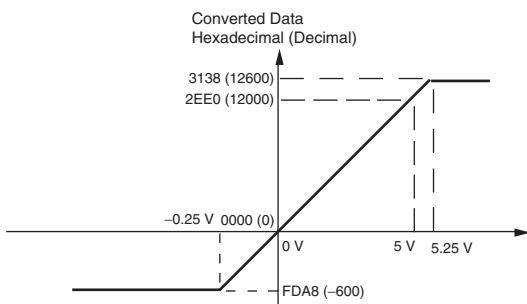 Converted Data
Hexadecimal (Decimal)
3138 (12600)
2EE0 (12000)
−0.25 V 0000 (0)
0 V
5 V
5.25 V
FDA8 (−600)